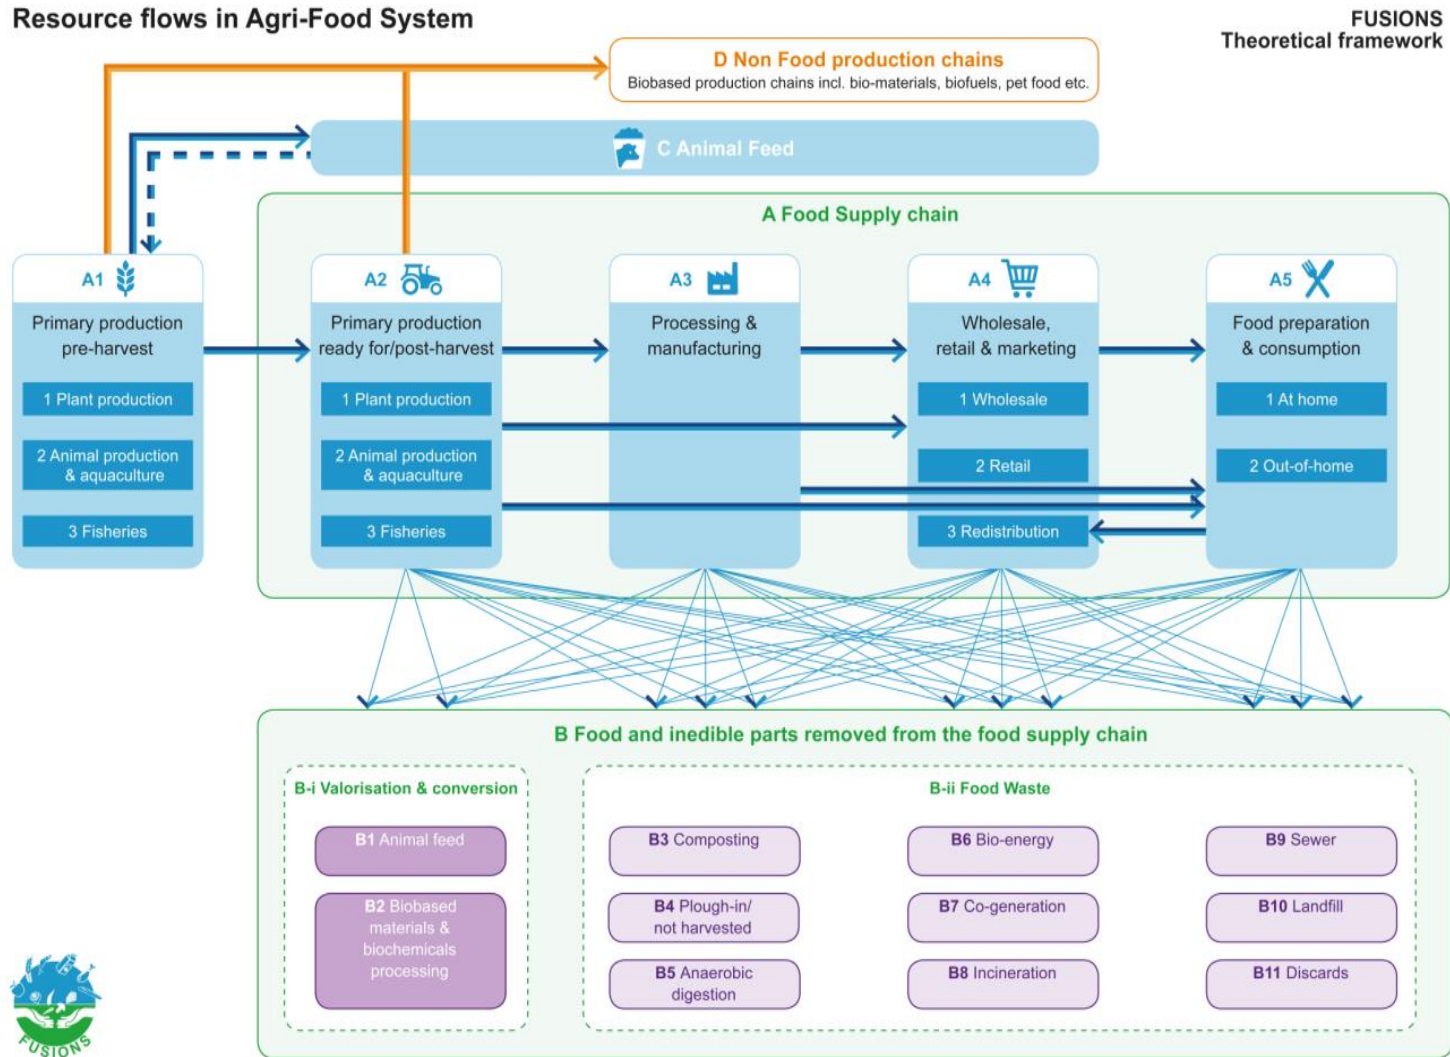 Resource flows in Agri-Food System
FUSIONS
Theoretical framework
D Non Food production chains
Biobased production chains incl. bio-materials, biofuels, pet food etc.
C Animal Feed
A Food Supply chain
A1
Primary production
pre-harvest
1 Plant production
2 Animal production
& aquaculture
3 Fisheries
A2
Primary production
ready for/post-harvest
1 Plant production
2 Animal production
& aquaculture
3 Fisheries
A3
Processing &
manufacturing
A4
Wholesale,
retail & marketing
1 Wholesale
2 Retail
3 Redistribution
A5
Food preparation
& consumption
1 At home
2 Out-of-home
B Food and inedible parts removed from the food supply chain
B-i Valorisation & conversion
B1 Animal feed
B2 Biobased
materials &
biochemicals
processing
B-ii Food Waste
B3 Composting
B4 Plough-in/
not harvested
B5 Anaerobic
digestion
B6 Bio-energy
B7 Co-generation
B8 Incineration
B9 Sewer
B10 Landfill
B11 Discards
FUSIONS